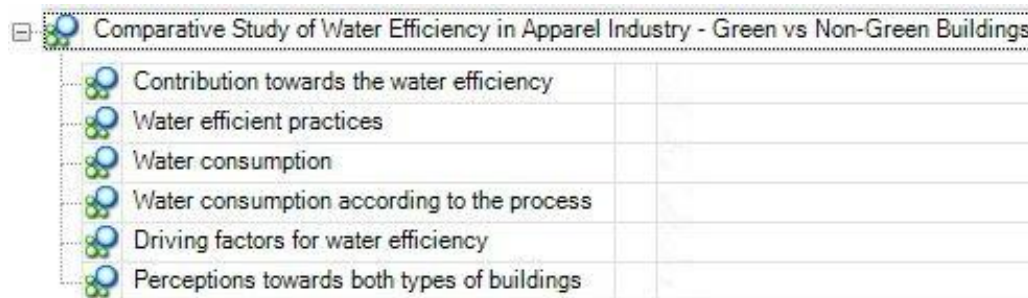 Comparative Study of Water Efficiency in Apparel Industry - Green vs Non-Green Buildings
Contribution towards the water efficiency
Water efficient practices
Water consumption
Water consumption according to the process
Driving factors for water efficiency
Perceptions towards both types of buildings